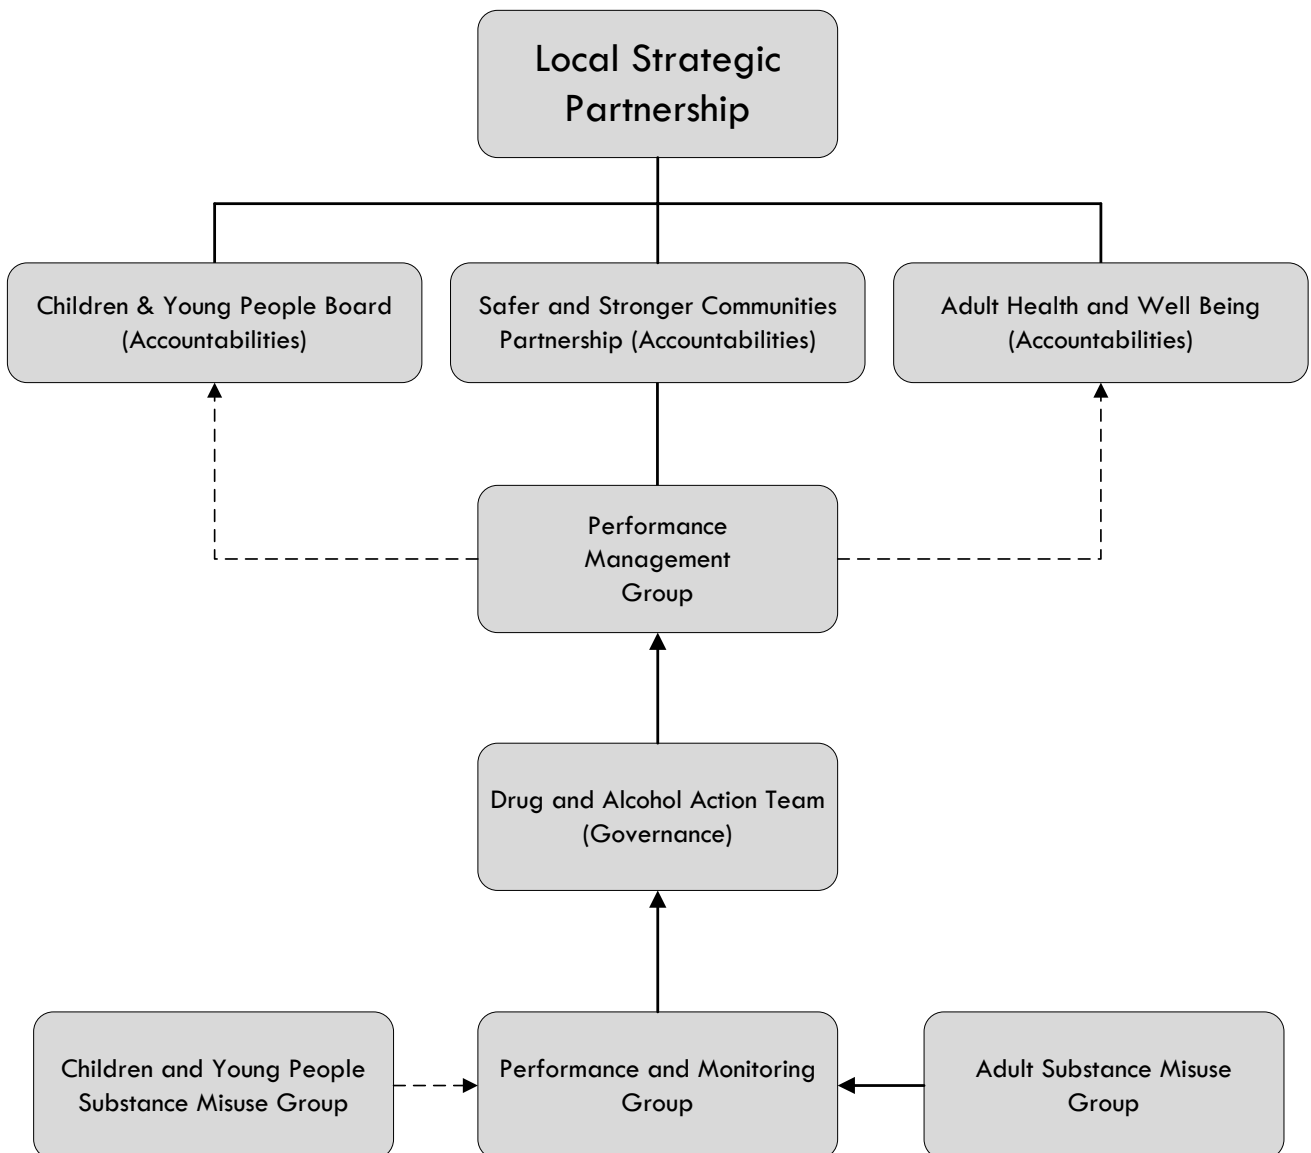 Local Strategic
Partnership
Children & Young People Board
(Accountabilities)
Safer and Stronger Communities
Partnership (Accountabilities)
Adult Health and Well Being
(Accountabilities)
Performance
Management
Group
Drug and Alcohol Action Team
(Governance)
Children and Young People
Substance Misuse Group
Performance and Monitoring
Group
Adult Substance Misuse
Group